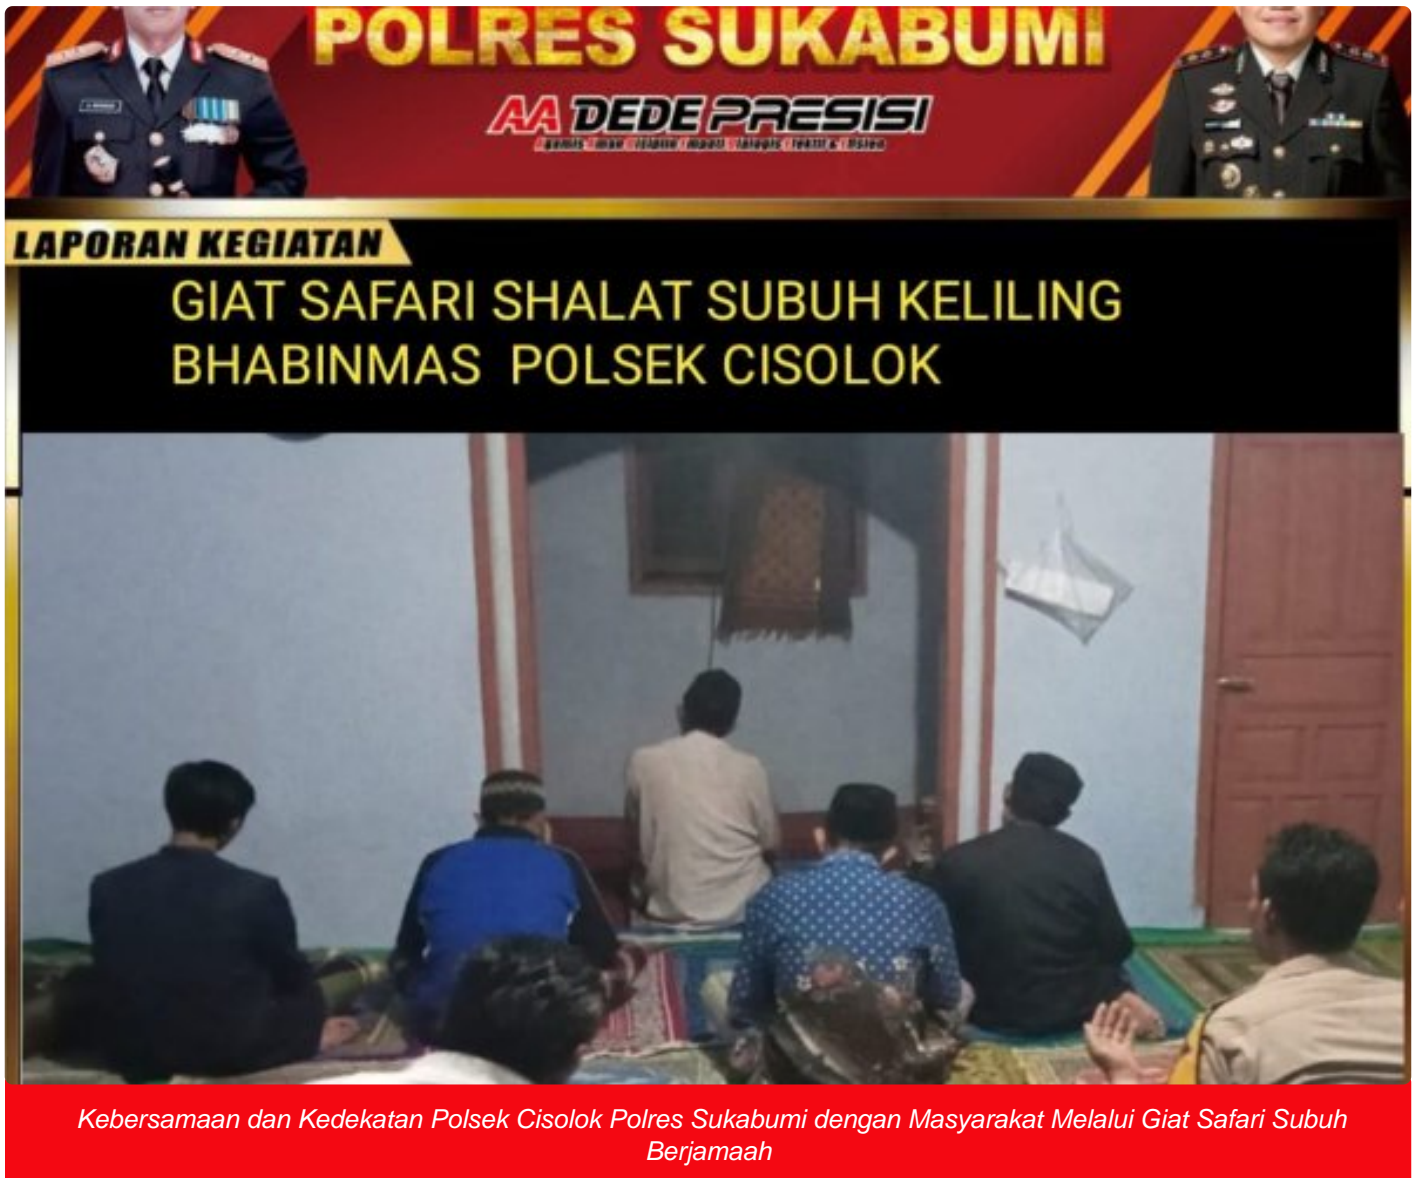 POLRES SUKABUMI
AA DEDE PRESISI
LAPORAN KEGIATAN
GIAT SAFARI SHALAT SUBUH KELILING
BHABINMAS POLSEK CISOLOK
Kebersamaan dan Kedekatan Polsek Cisolok Polres Sukabumi dengan Masyarakat Melalui Giat Safari Subuh
Berjamaah